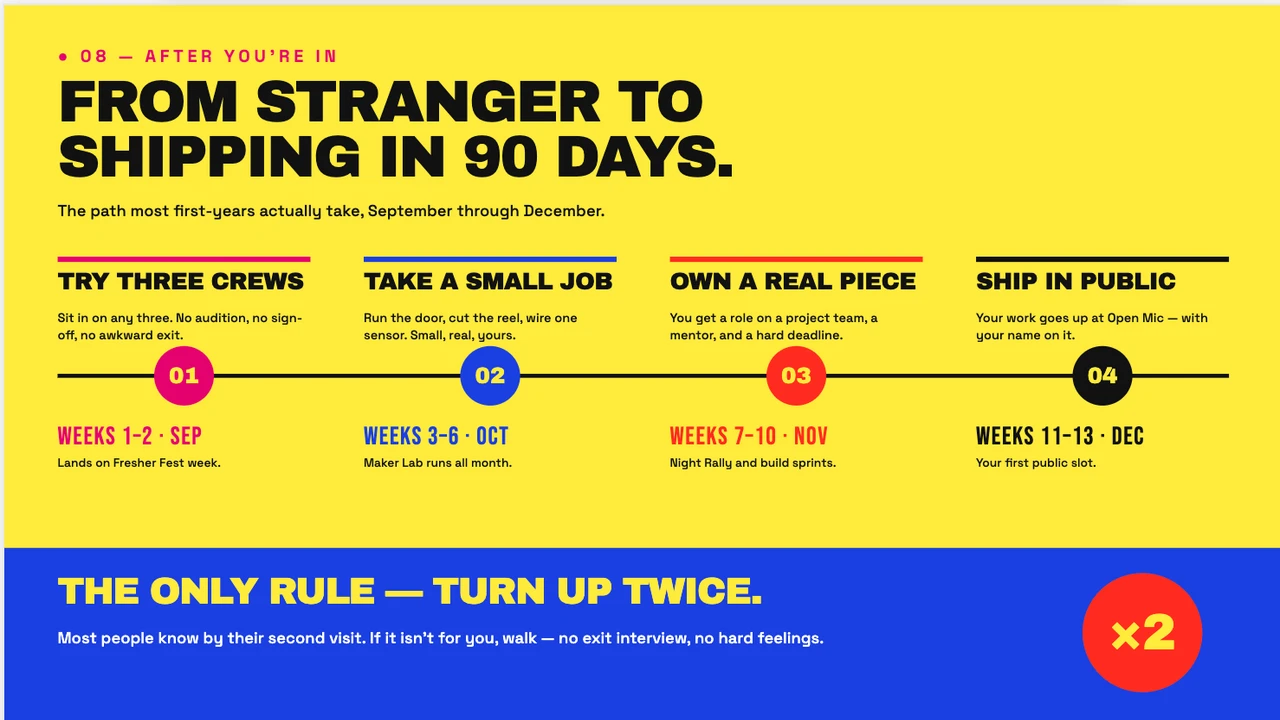 • 08 — AFTER YOU’RE IN
FROM STRANGER TO
SHIPPING IN 90 DAYS.
The path most first-years actually take, September through December.
TRY THREE CREWS
Sit in on any three. No audition, no sign-
off, no awkward exit.
01
WEEKS 1–2 · SEP
Lands on Fresher Fest week.
TAKE A SMALL JOB
Run the door, cut the reel, wire one
sensor. Small, real, yours.
02
WEEKS 3–6 · OCT
Maker Lab runs all month.
OWN A REAL PIECE
You get a role on a project team, a
mentor, and a hard deadline.
03
WEEKS 7–10 · NOV
Night Rally and build sprints.
SHIP IN PUBLIC
Your work goes up at Open Mic — with
your name on it.
04
WEEKS 11–13 · DEC
Your first public slot.
THE ONLY RULE — TURN UP TWICE.
Most people know by their second visit. If it isn’t for you, walk — no exit interview, no hard feelings.
×2